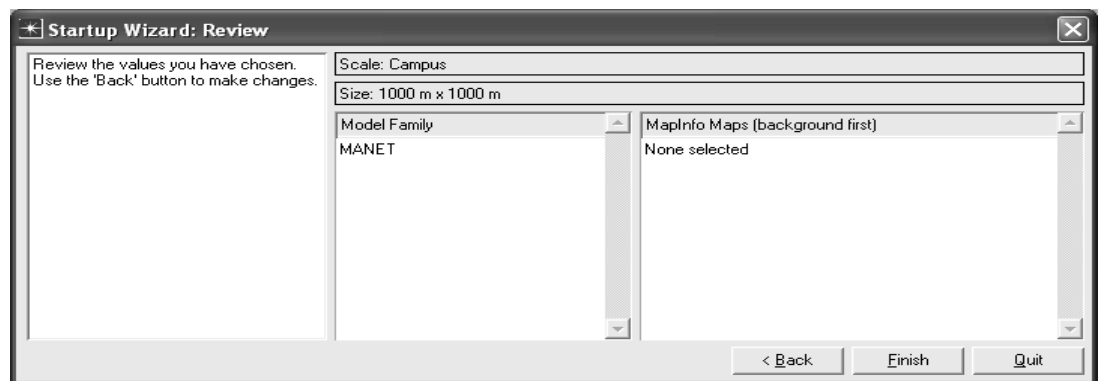 Startup Wizard: Review
Review the values you have chosen.
Use the 'Back' button to make changes.
Scale: Campus
Size: 1000 m x 1000 m
Model Family
MANET
MapInfo Maps (background first)
None selected
< Back
Finish
Quit